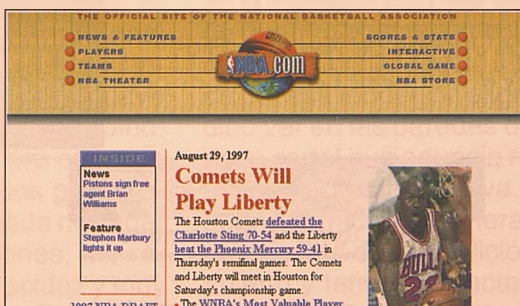 THE OFFICIAL SITE OF THE NATIONAL BASKETBALL ASSOCIATION
NEWS & FEATURES
PLAYERS
TEAMS
NBA THEATER
NBA.COM
SCORES & STATS
INTERACTIVE
GLOBAL GAME
NBA STORE
INSIDE
News
Pistons sign free
agent Brian
Williams
Feature
Stephon Marbury
lights it up
1997 NBA DRAFT
August 29, 1997
Comets Will
Play Liberty
The Houston Comets defeated the
Charlotte Sting 70-54 and the Liberty
beat the Phoenix Mercury 59-41 in
Thursday's semifinal games. The Comets
and Liberty will meet in Houston for
Saturday's championship game.
• The WNBA's Most Valuable Player
BULLS